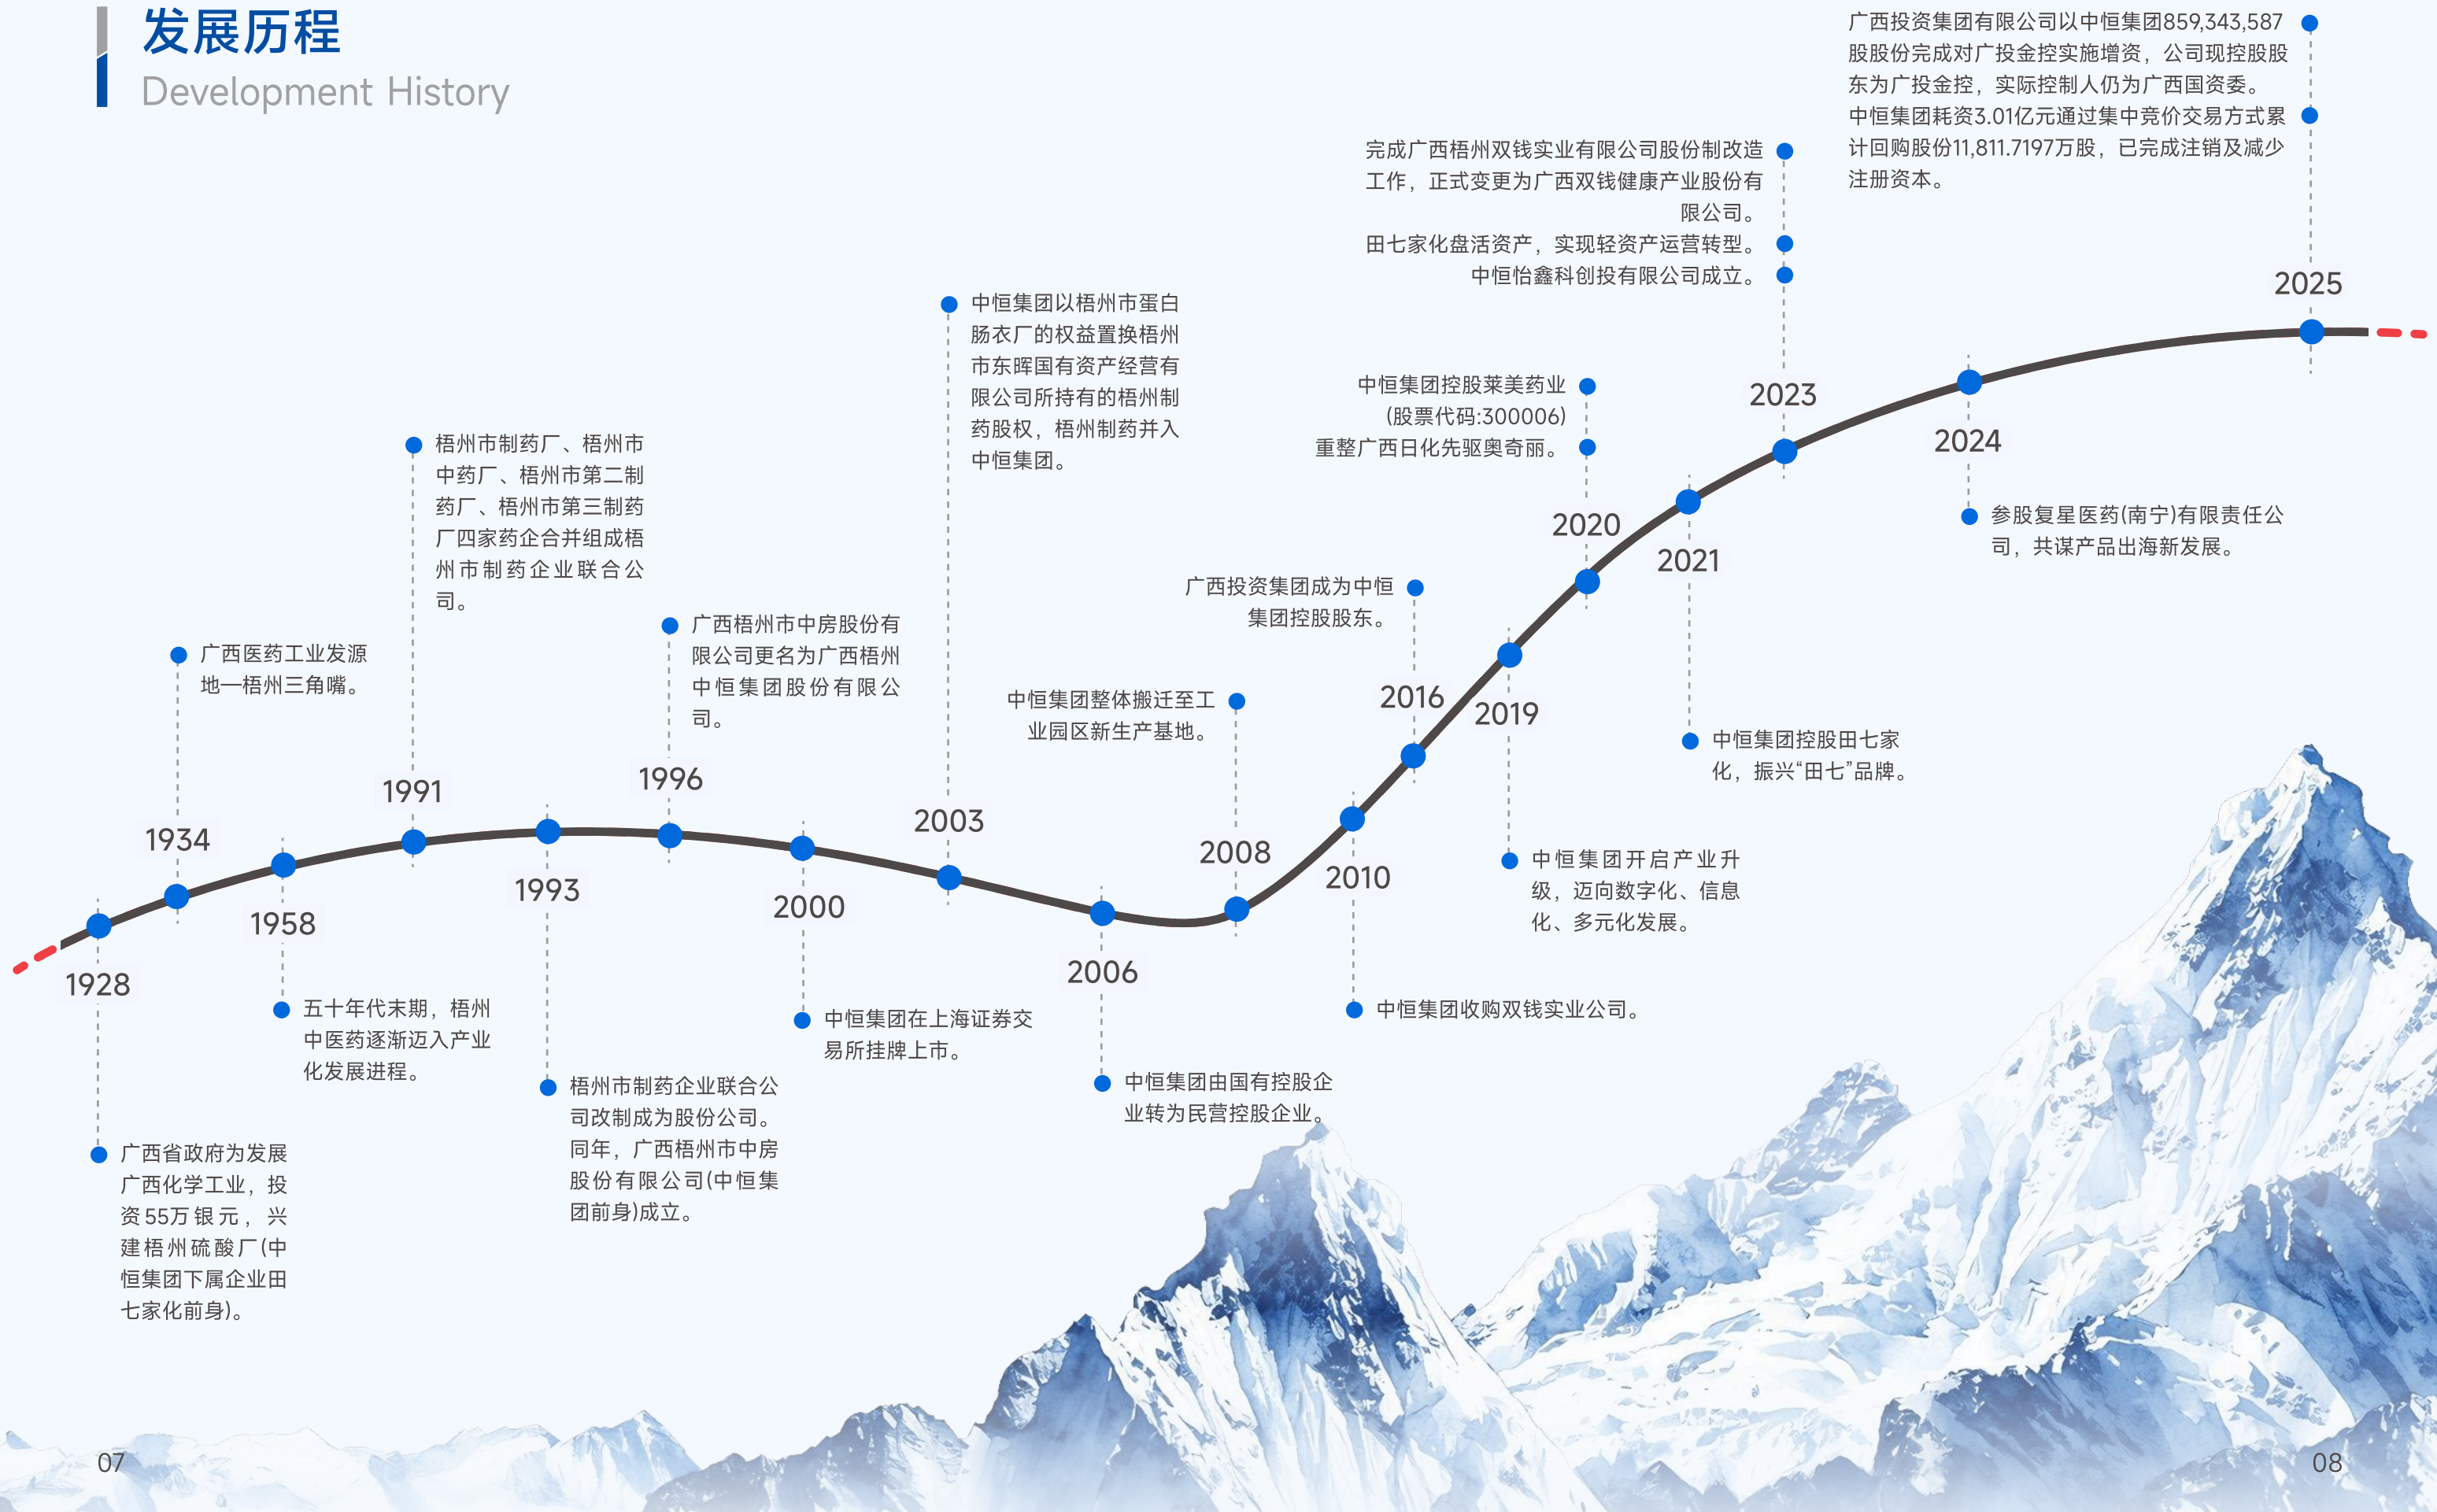 发展历程
Development History
1928
广西省政府为发展
广西化学工业，投
资55万银元，兴
建梧州硫酸厂(中
恒集团下属企业田
七家化前身)。
1934
广西医药工业发源
地—梧州三角嘴。
1958
五十年代末期，梧州
中医药逐渐迈入产业
化发展进程。
1991
梧州市制药厂、梧州市
中药厂、梧州市第二制
药厂、梧州市第三制药
厂四家药企合并组成梧
州市制药企业联合公
司。
1993
梧州市制药企业联合公
司改制成为股份公司。
同年，广西梧州市中房
股份有限公司(中恒集
团前身)成立。
1996
广西梧州市中房股份有
限公司更名为广西梧州
中恒集团股份有限公
司。
2000
中恒集团在上海证券交
易所挂牌上市。
2003
中恒集团以梧州市蛋白
肠衣厂的权益置换梧州
市东晖国有资产经营有
限公司所持有的梧州制
药股权，梧州制药并入
中恒集团。
2006
中恒集团由国有控股企
业转为民营控股企业。
2008
中恒集团整体搬迁至工
业园区新生产基地。
2010
中恒集团收购双钱实业公司。
2016
广西投资集团成为中恒
集团控股股东。
2019
中恒集团开启产业升
级，迈向数字化、信息
化、多元化发展。
2020
中恒集团控股莱美药业
(股票代码:300006)
重整广西日化先驱奥奇丽。
2021
中恒集团控股田七家
化，振兴“田七”品牌。
2023
完成广西梧州双钱实业有限公司股份制改造
工作，正式变更为广西双钱健康产业股份有
限公司。
田七家化盘活资产，实现轻资产运营转型。
中恒怡鑫科创投有限公司成立。
2024
参股复星医药(南宁)有限责任公
司，共谋产品出海新发展。
2025
广西投资集团有限公司以中恒集团859,343,587
股股份完成对广投金控实施增资，公司现控股股
东为广投金控，实际控制人仍为广西国资委。
中恒集团耗资3.01亿元通过集中竞价交易方式累
计回购股份11,811.7197万股，已完成注销及减少
注册资本。
07
08